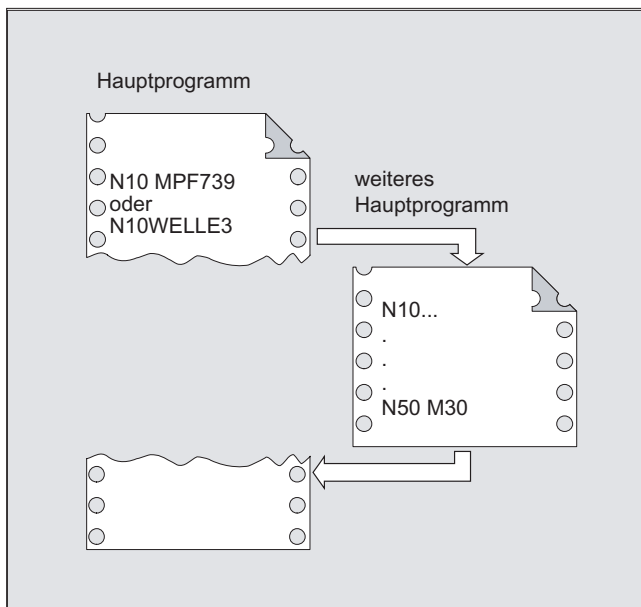 Hauptprogramm
N10 MPF739
oder
N10WELLE3
weiteres
Hauptprogramm
N10...
.
.
.
N50 M30